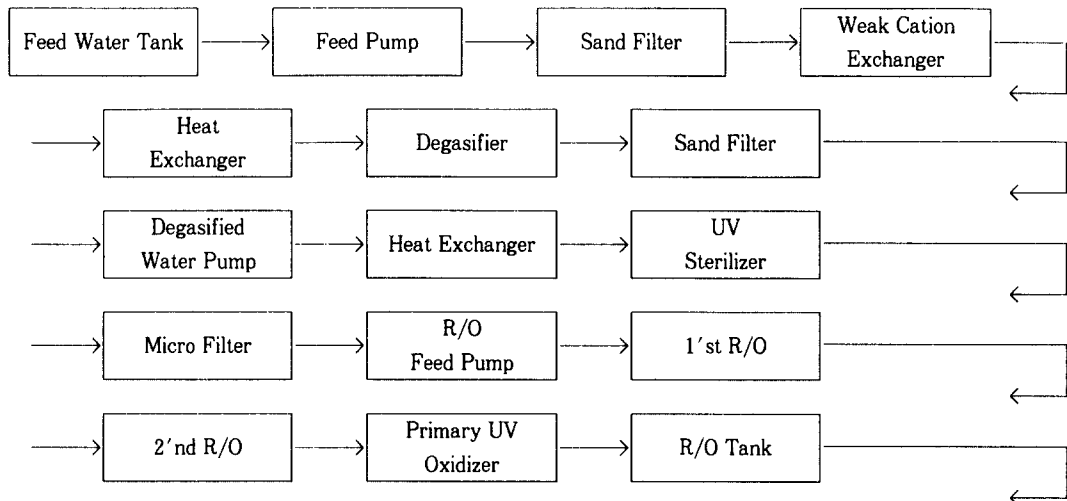 Feed Water Tank
Feed Pump
Sand Filter
Weak Cation
Exchanger
Heat
Exchanger
Degasifier
Sand Filter
Degasified
Water Pump
Heat Exchanger
UV
Sterilizer
Micro Filter
R/O
Feed Pump
1′st R/O
2′nd R/O
Primary UV
Oxidizer
R/O Tank